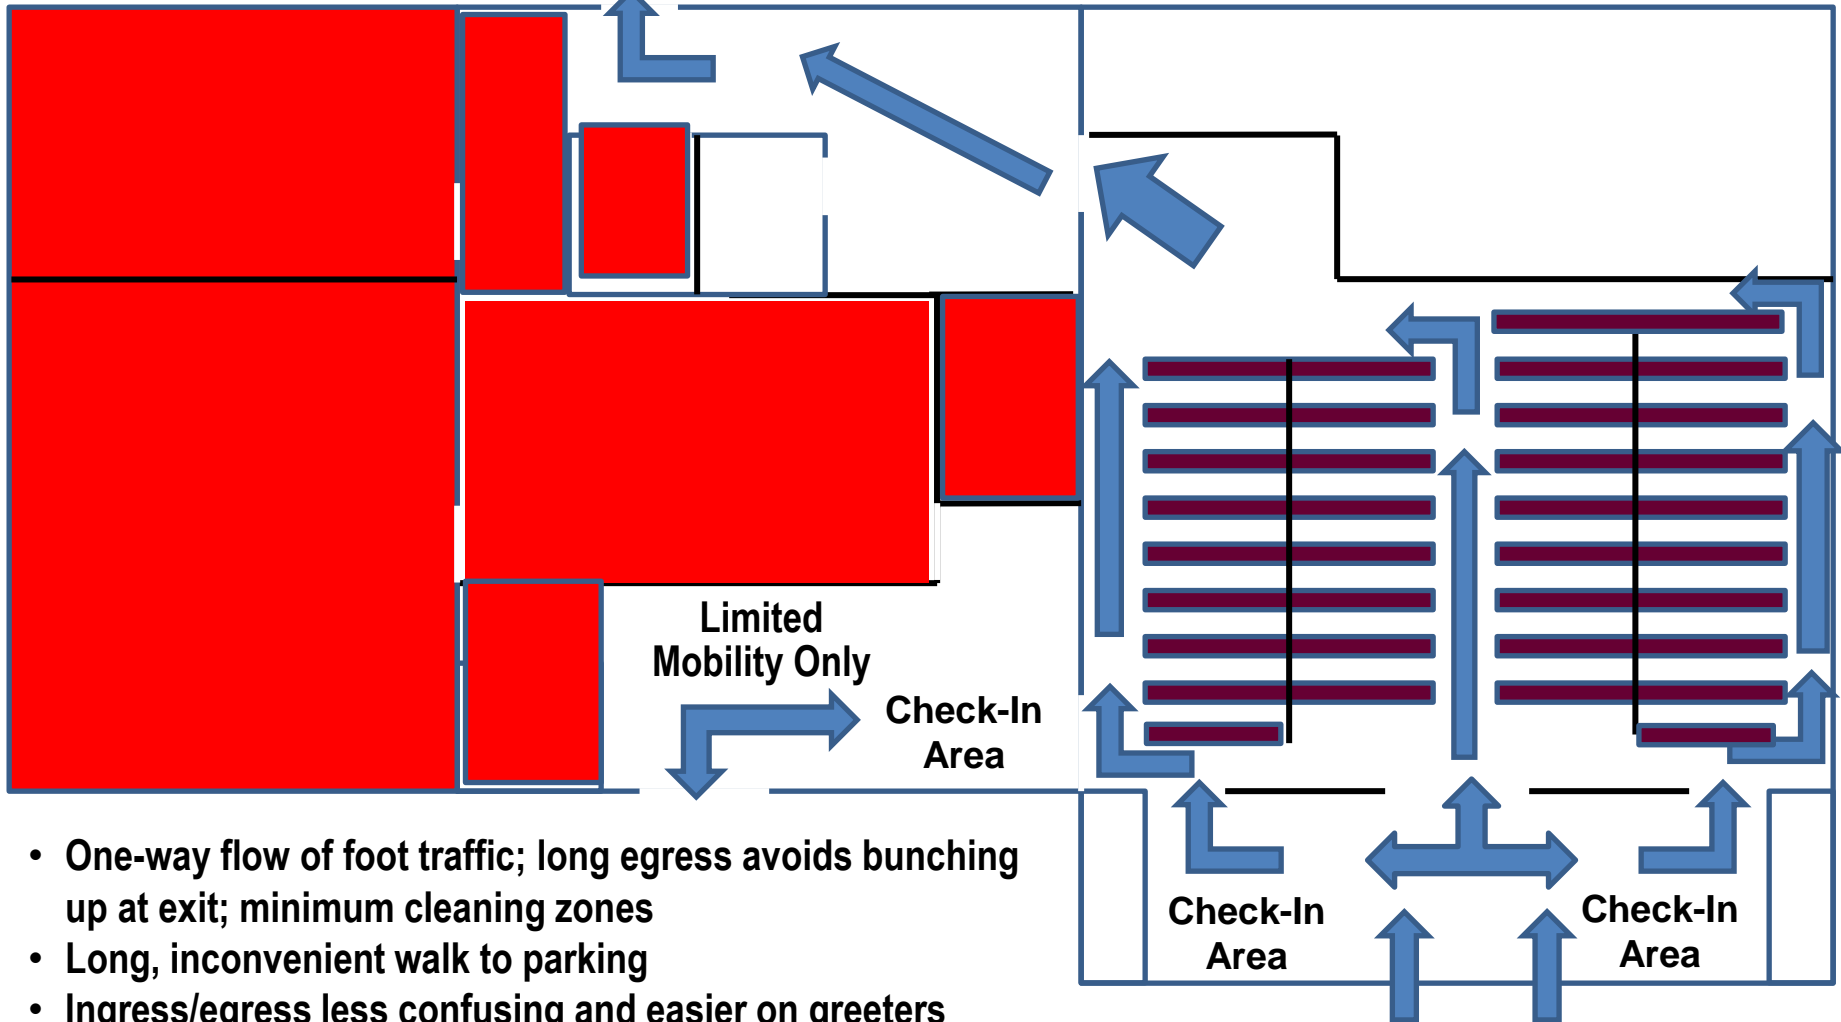 Limited
Mobility Only
Check-In
Area
• One-way flow of foot traffic; long egress avoids bunching
up at exit; minimum cleaning zones
• Long, inconvenient walk to parking
• Ingress/egress less confusing and easier on greeters
Check-In
Area
Check-In
Area